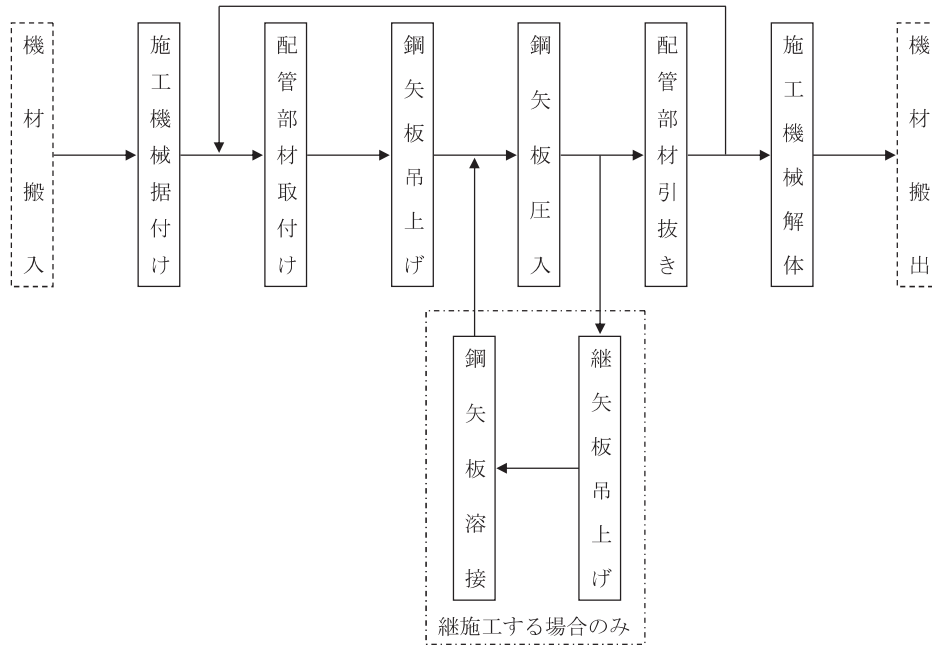 機材搬入
施工機械据付け
配管部材取付け
鋼矢板吊上げ
鋼矢板圧入
配管部材引抜き
施工機械解体
機材搬出
鋼矢板溶接
継矢板吊上げ
継施工する場合のみ